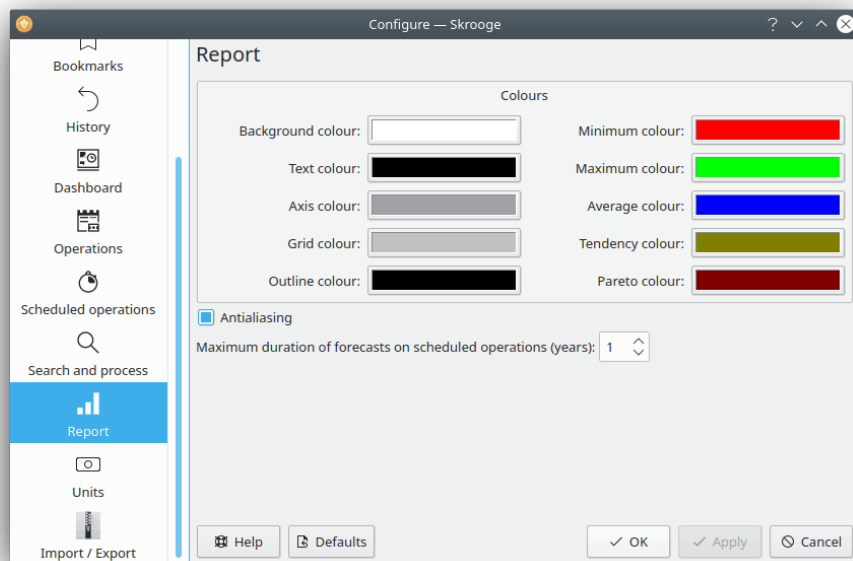 Configure — Skrooge
Bookmarks
History
Dashboard
Operations
Scheduled operations
Search and process
Report
Units
Import / Export
Report
Colours
Background colour:
Minimum colour:
Text colour:
Maximum colour:
Axis colour:
Average colour:
Grid colour:
Tendency colour:
Outline colour:
Pareto colour:
Antialiasing
Maximum duration of forecasts on scheduled operations (years): 1
Help
Defaults
OK
Apply
Cancel